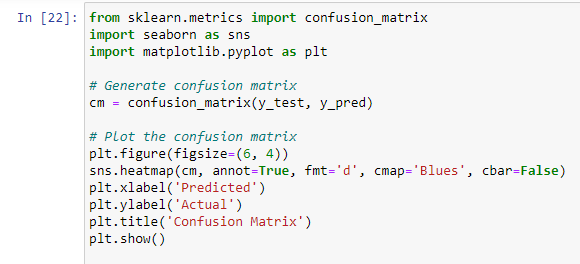 In [22]: from sklearn.metrics import confusion_matrix
import seaborn as sns
import matplotlib.pyplot as plt

# Generate confusion matrix
cm = confusion_matrix(y_test, y_pred)

# Plot the confusion matrix
plt.figure(figsize=(6, 4))
sns.heatmap(cm, annot=True, fmt='d', cmap='Blues', cbar=False)
plt.xlabel('Predicted')
plt.ylabel('Actual')
plt.title('Confusion Matrix')
plt.show()